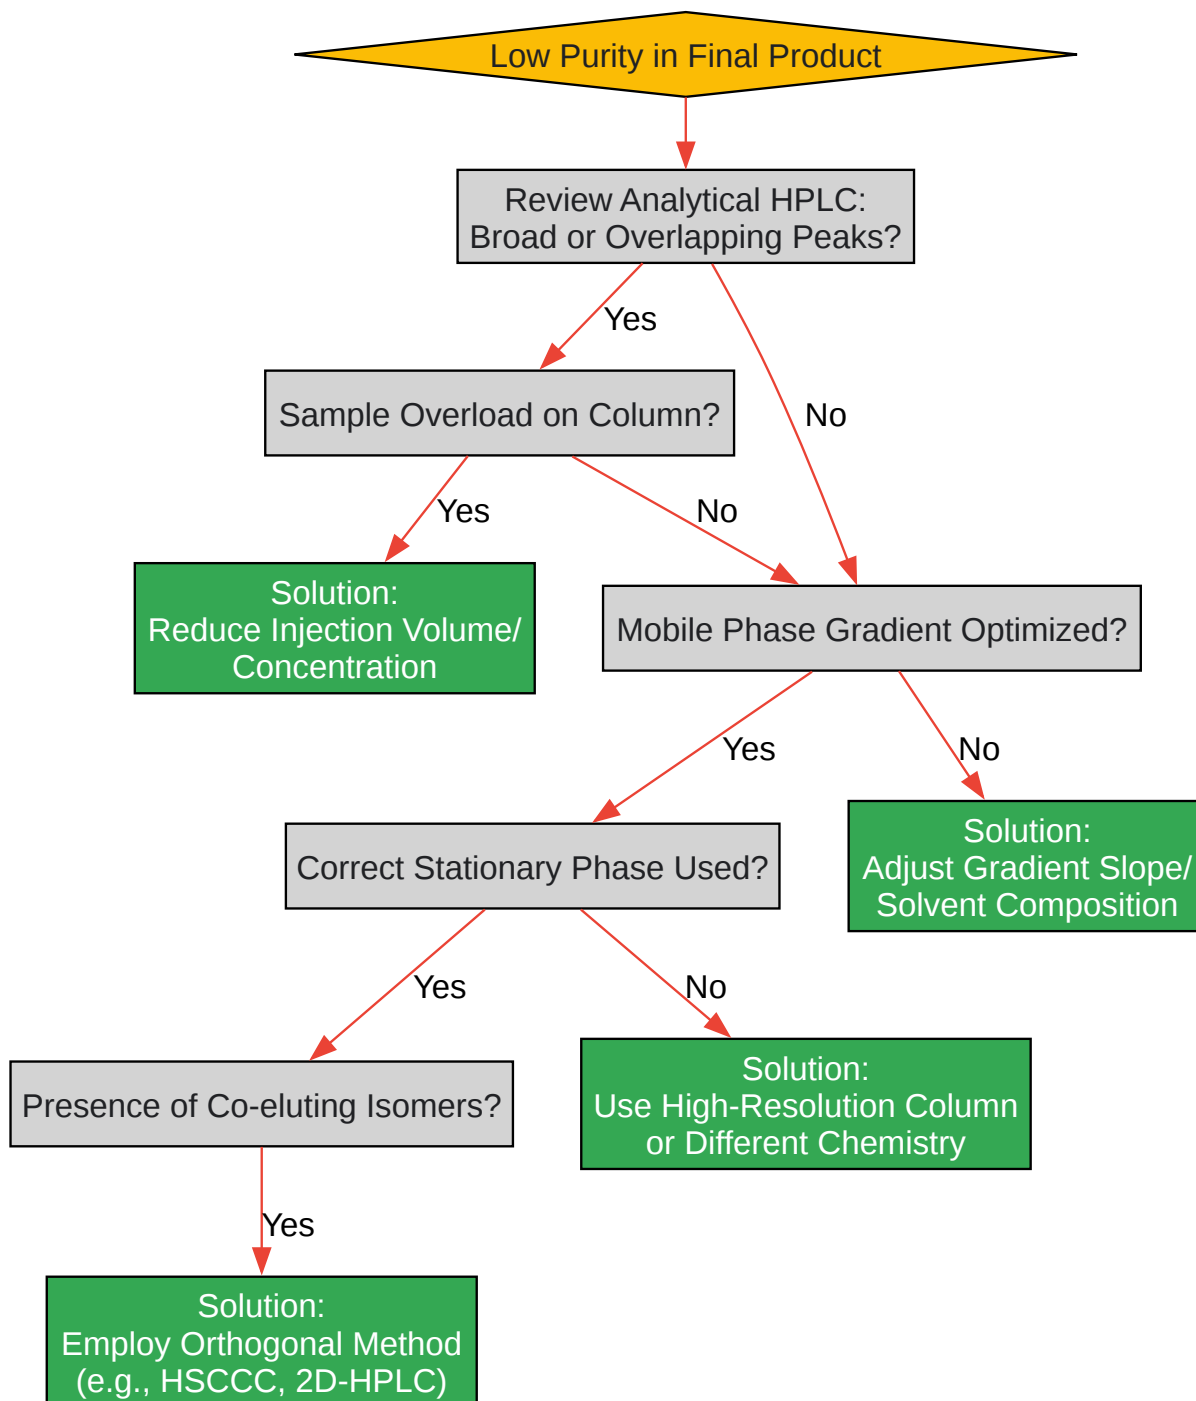 Low Purity in Final Product
Review Analytical HPLC:
Broad or Overlapping Peaks?
Yes
No
Sample Overload on Column?
Yes
No
Solution:
Reduce Injection Volume/
Concentration
Mobile Phase Gradient Optimized?
Yes
No
Solution:
Adjust Gradient Slope/
Solvent Composition
Correct Stationary Phase Used?
Yes
No
Solution:
Use High-Resolution Column
or Different Chemistry
Presence of Co-eluting Isomers?
Yes
Solution:
Employ Orthogonal Method
(e.g., HSCCC, 2D-HPLC)